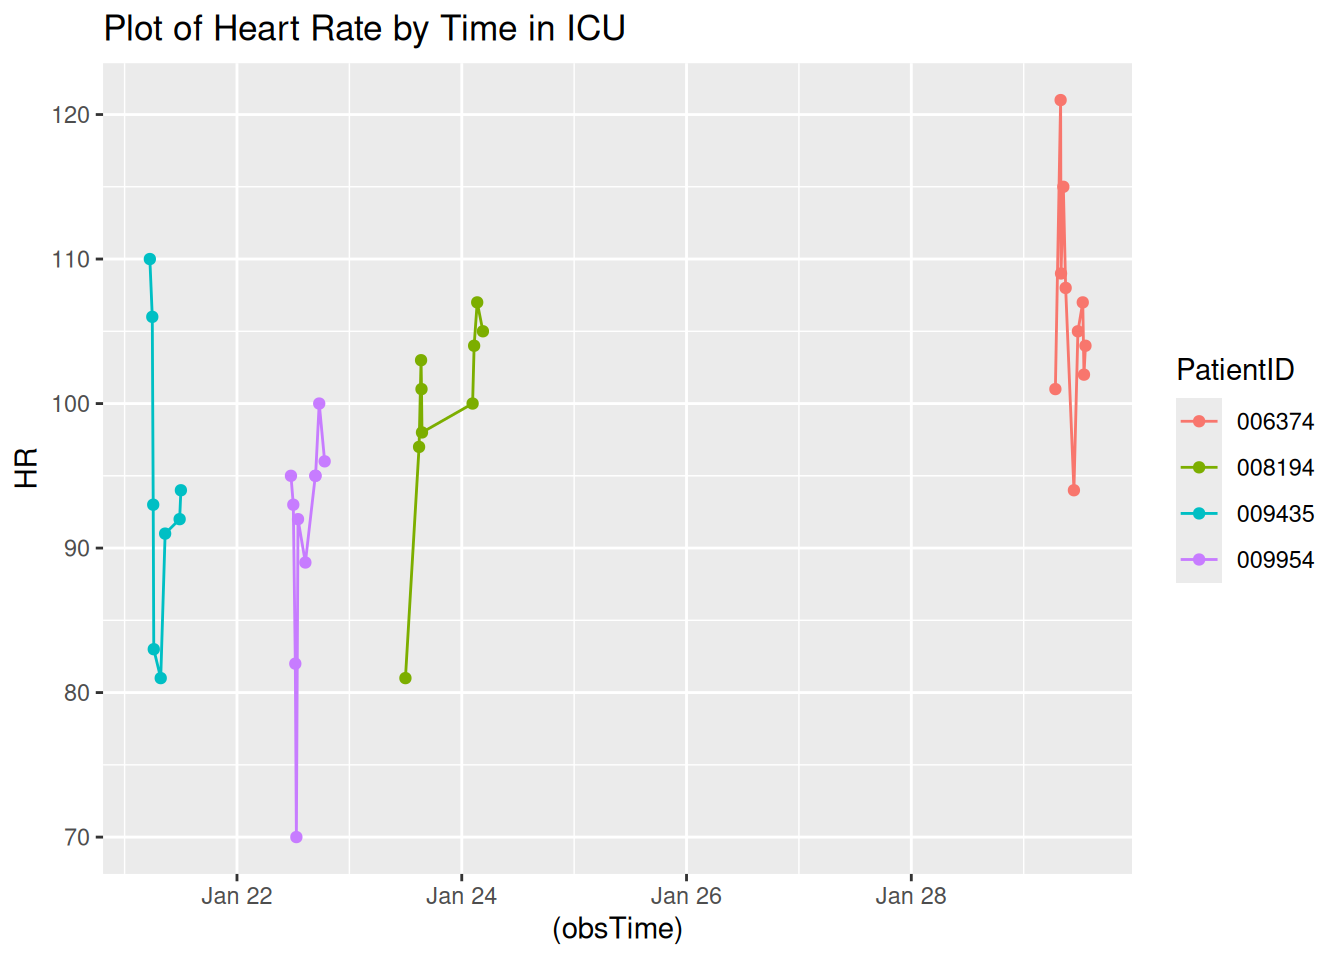 Plot of Heart Rate by Time in ICU
120
110
100
90
80
70
HR
Jan 22
Jan 24
Jan 26
Jan 28
(obsTime)
PatientID
006374
008194
009435
009954